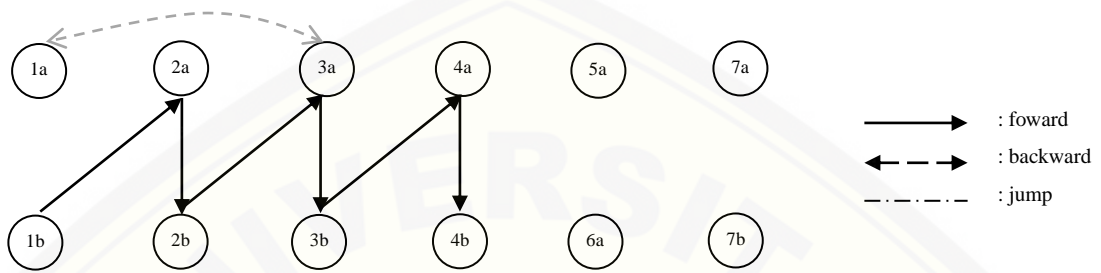 1a 2a 3a 4a 5a 7a
: foward
: backward
: jump
1b 2b 3b 4b 6a 7b